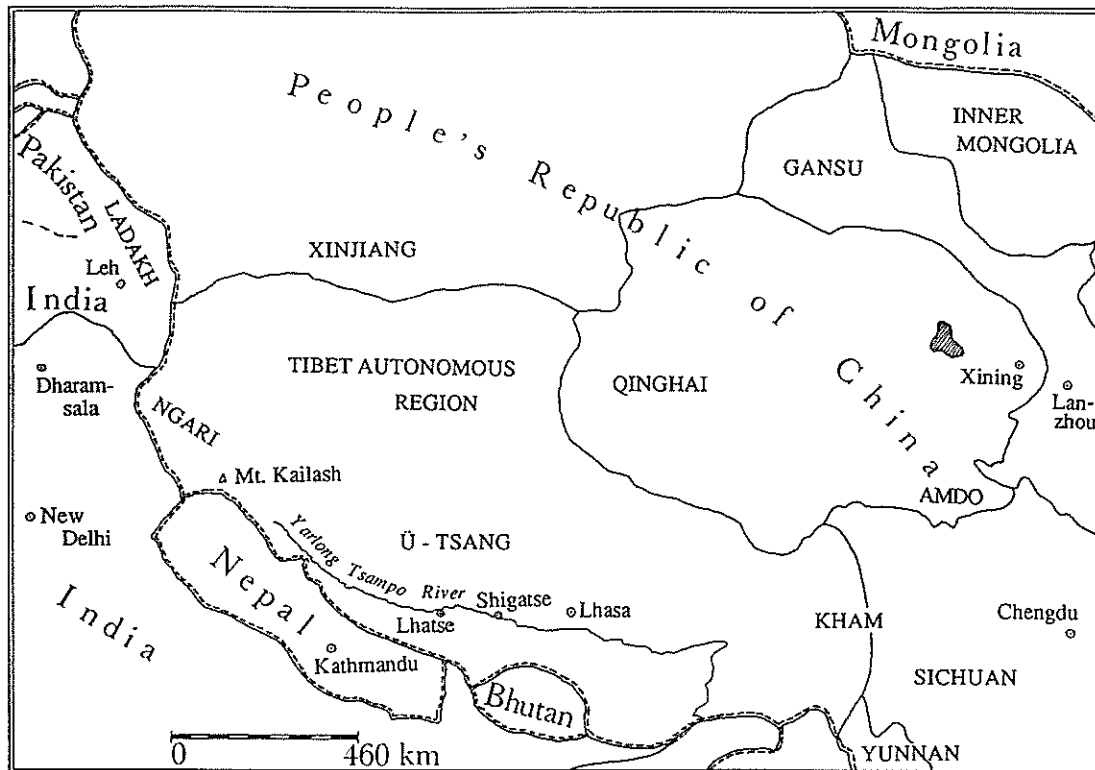 Mongolia
People's Republic of China
INNER
MONGOLIA
GANSU
Pakistan
LADAKH
XINJIANG
Leh
India
TIBET AUTONOMOUS
REGION
QINGHAI
Xining
Lan-
zhou
Dharam-
sala
NGARI
Mt. Kailash
AMDO
New
Delhi
Ü - TSANG
Yarlong Tsampo River
Nepal
India
Lhatse
Shigatse
Lhasa
KHAM
Chengdu
Kathmandu
SICHUAN
Bhutan
YUNNAN
0 460 km